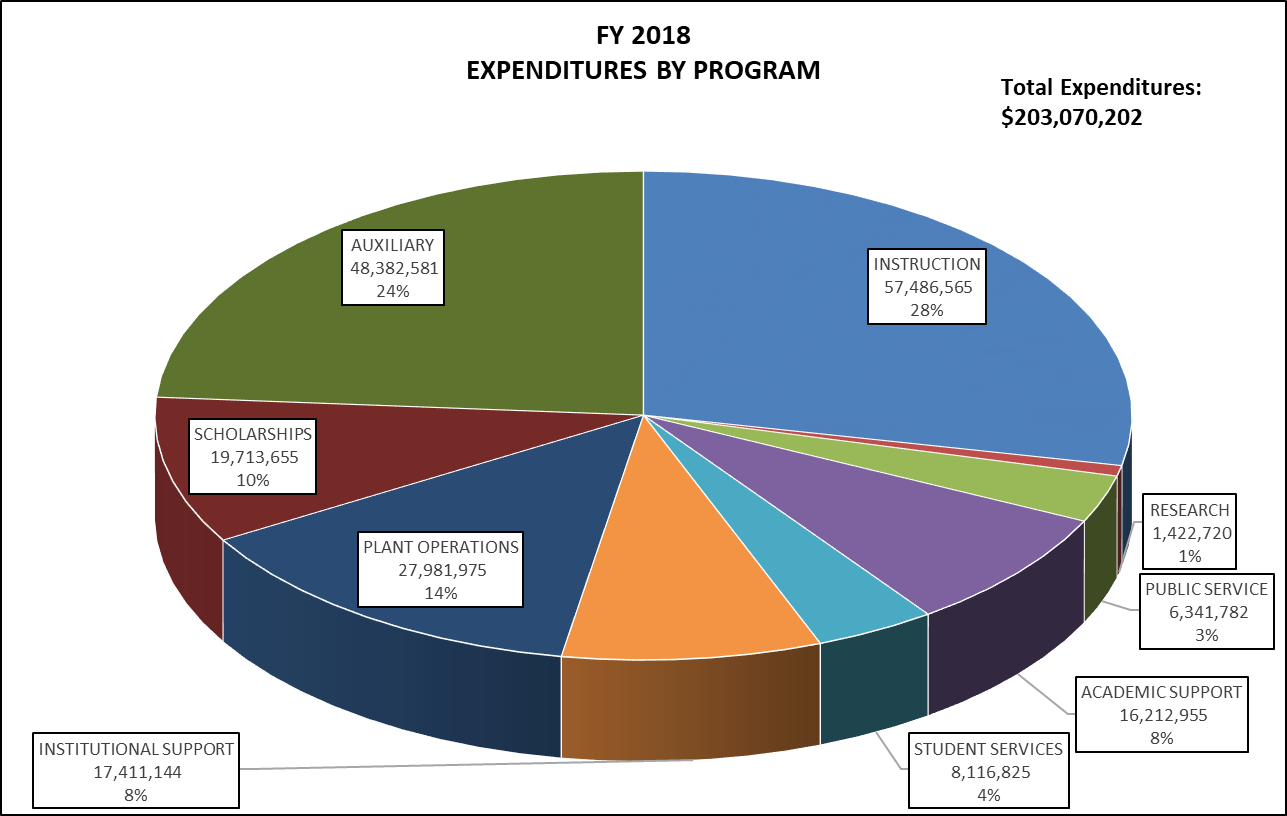 FY 2018
EXPENDITURES BY PROGRAM
Total Expenditures:
$203,070,202
AUXILIARY
48,382,581
24%
INSTRUCTION
57,486,565
28%
SCHOLARSHIPS
19,713,655
10%
PLANT OPERATIONS
27,981,975
14%
RESEARCH
1,422,720
1%
PUBLIC SERVICE
6,341,782
3%
ACADEMIC SUPPORT
16,212,955
8%
INSTITUTIONAL SUPPORT
17,411,144
8%
STUDENT SERVICES
8,116,825
4%